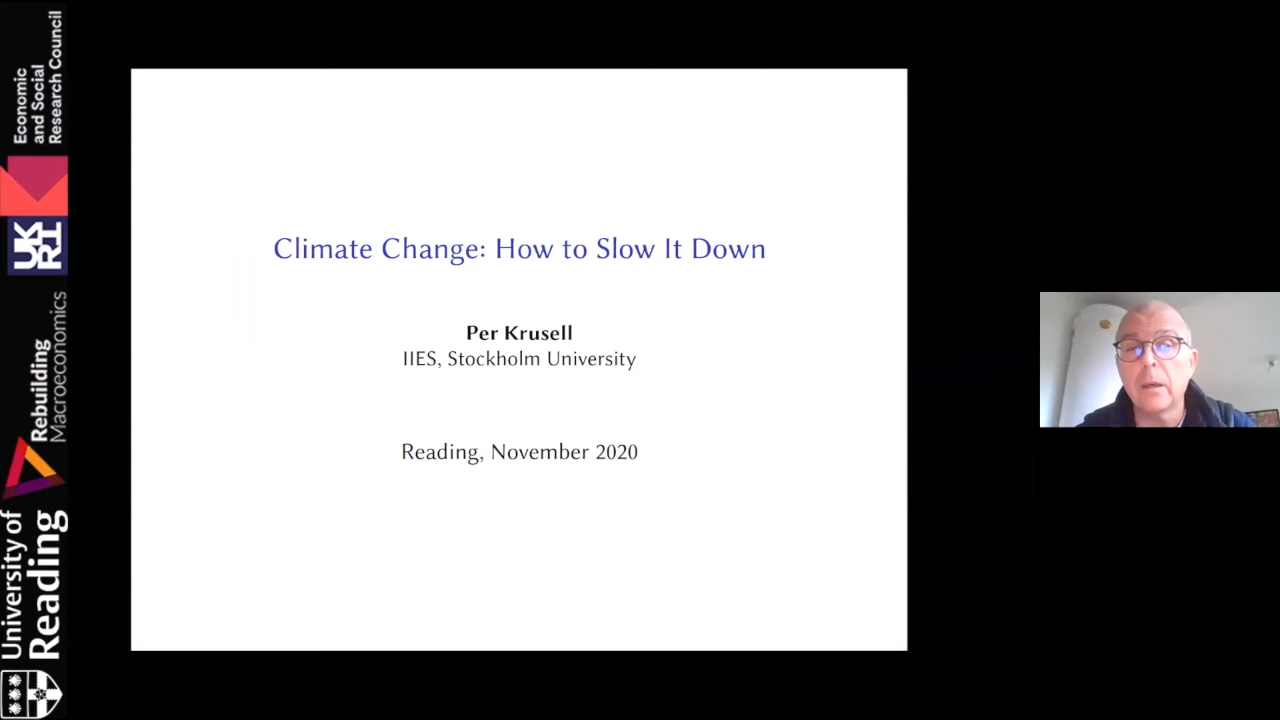 Climate Change: How to Slow It Down
Per Krusell
IIES, Stockholm University
Reading, November 2020
Economic
and Social
Research Council
UK
RI
Rebuilding
Macroeconomics
University of
Reading